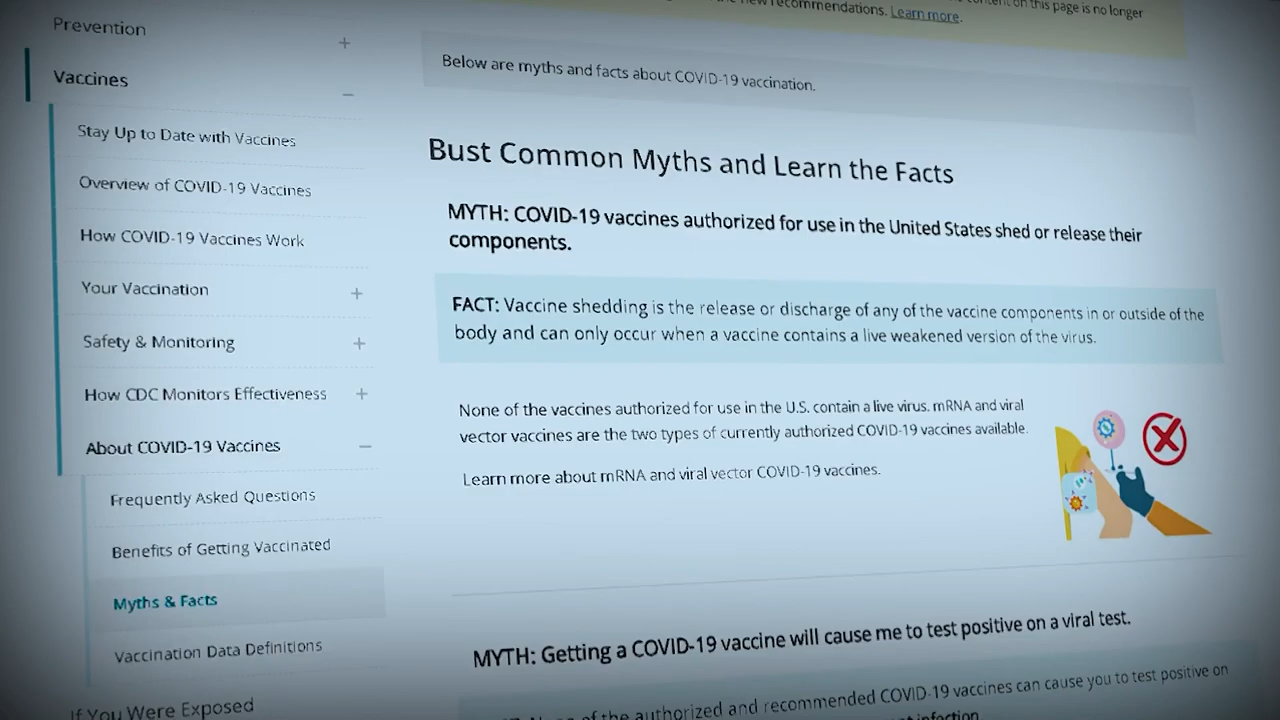 new recommendations. Learn more.
content on this page is no longer
Prevention
Vaccines
Stay Up to Date with Vaccines
Overview of COVID-19 Vaccines
How COVID-19 Vaccines Work
Your Vaccination
Safety & Monitoring
How CDC Monitors Effectiveness
About COVID-19 Vaccines
Frequently Asked Questions
Benefits of Getting Vaccinated
Myths & Facts
Vaccination Data Definitions
If You Were Exposed
Below are myths and facts about COVID-19 vaccination.
Bust Common Myths and Learn the Facts
MYTH: COVID-19 vaccines authorized for use in the United States shed or release their
components.
FACT: Vaccine shedding is the release or discharge of any of the vaccine components in or outside of the
body and can only occur when a vaccine contains a live weakened version of the virus.
None of the vaccines authorized for use in the U.S. contain a live virus. mRNA and viral
vector vaccines are the two types of currently authorized COVID-19 vaccines available.
Learn more about mRNA and viral vector COVID-19 vaccines.
MYTH: Getting a COVID-19 vaccine will cause me to test positive on a viral test.
of the authorized and recommended COVID-19 vaccines can cause you to test positive on
infection